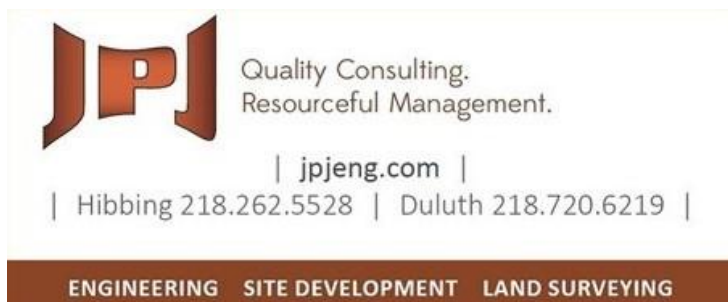 JPJ
Quality Consulting.
Resourceful Management.
| jpjeng.com |
| Hibbing 218.262.5528 | Duluth 218.720.6219 |
ENGINEERING SITE DEVELOPMENT LAND SURVEYING